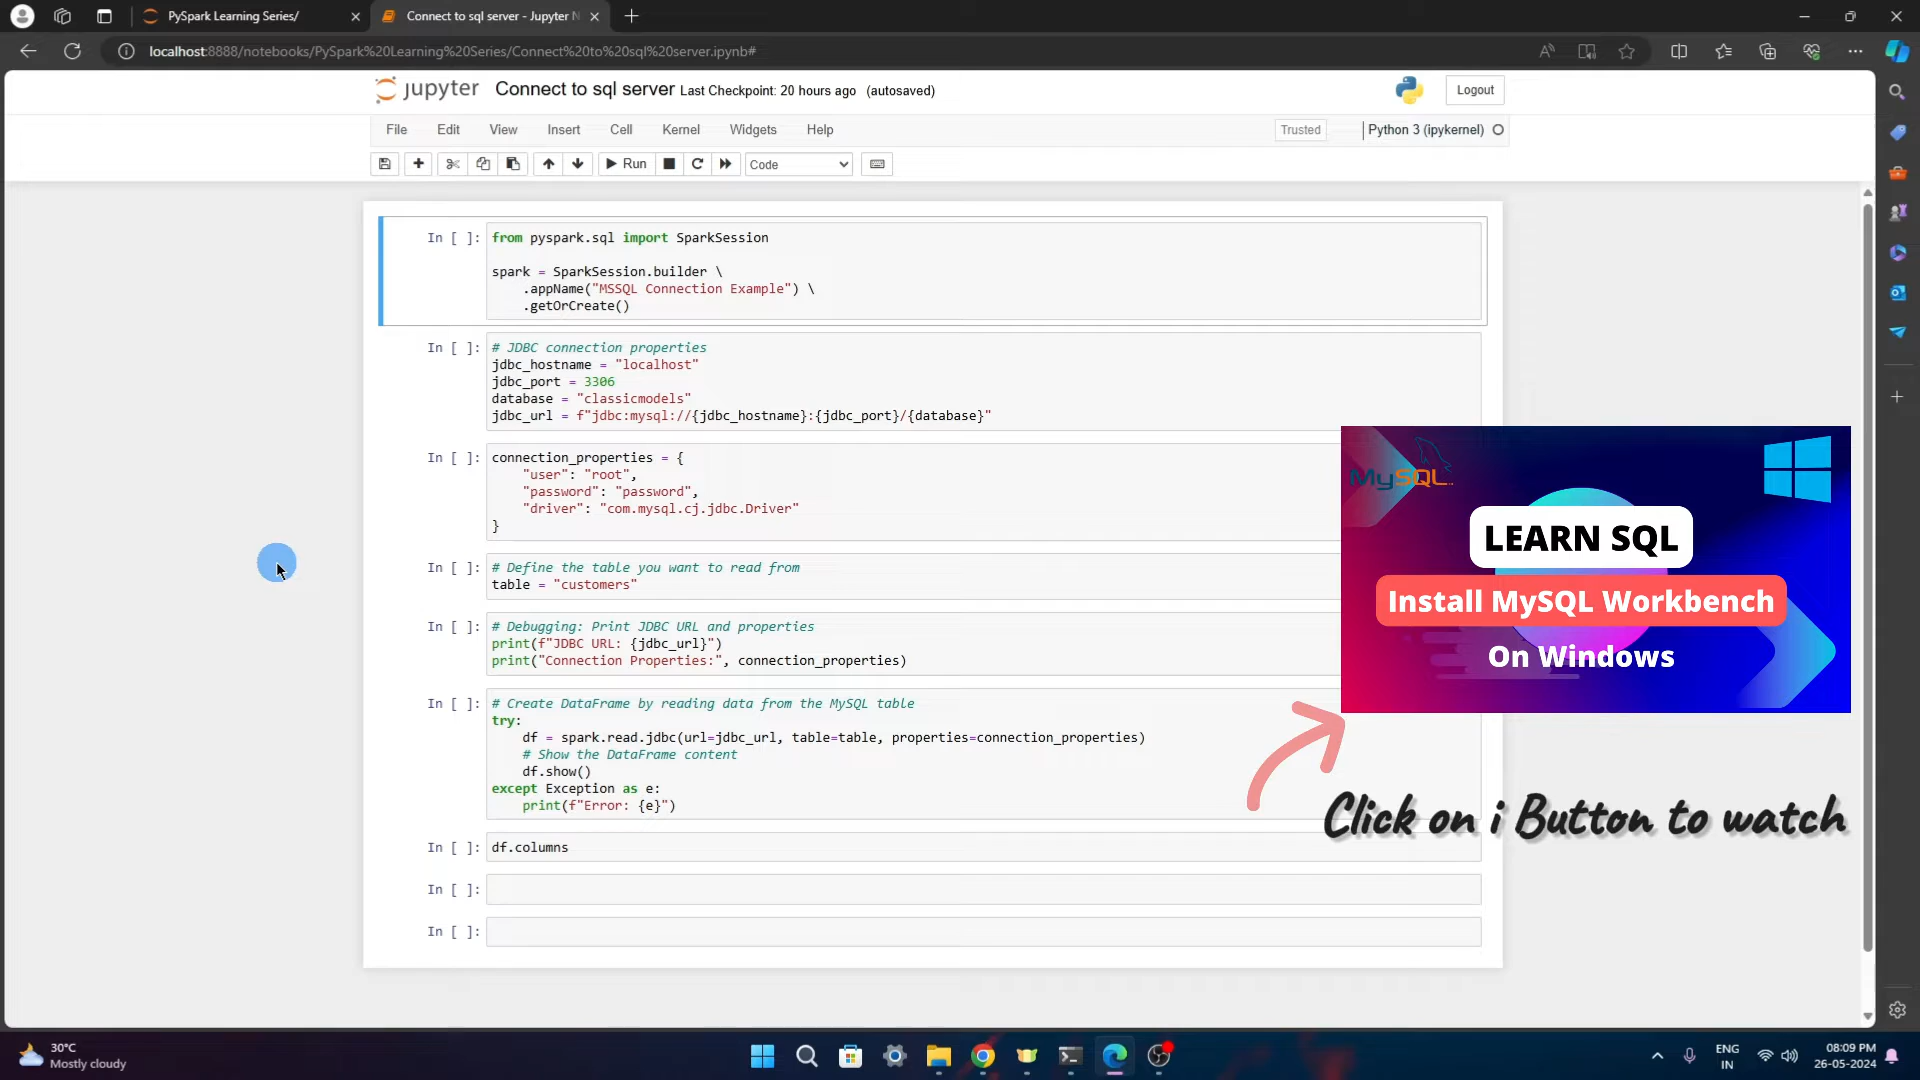 PySpark Learning Series/
Connect to sql server - Jupyter N
localhost:8888/notebooks/PySpark%20Learning%20Series/Connect%20to%20sql%20server.ipynb#
jupyter Connect to sql server Last Checkpoint: 20 hours ago (autosaved)
Logout
File Edit View Insert Cell Kernel Widgets Help
Trusted
Python 3 (ipykernel)
Run
Code
In [ ]: from pyspark.sql import SparkSession
spark = SparkSession.builder \
.appName("MSSQL Connection Example") \
.getOrCreate()
In [ ]: # JDBC connection properties
jdbc_hostname = "localhost"
jdbc_port = 3306
database = "classicmodels"
jdbc_url = f"jdbc:mysql://{jdbc_hostname}:{jdbc_port}/{database}"
In [ ]: connection_properties = {
"user": "root",
"password": "password",
"driver": "com.mysql.cj.jdbc.Driver"
}
In [ ]: # Define the table you want to read from
table = "customers"
In [ ]: # Debugging: Print JDBC URL and properties
print(f"JDBC URL: {jdbc_url}")
print("Connection Properties:", connection_properties)
In [ ]: # Create DataFrame by reading data from the MySQL table
try:
df = spark.read.jdbc(url=jdbc_url, table=table, properties=connection_properties)
# Show the DataFrame content
df.show()
except Exception as e:
print(f"Error: {e}")
In [ ]: df.columns
In [ ]:
In [ ]:
MySQL
LEARN SQL
Install MySQL Workbench
On Windows
Click on i Button to watch
30°C
Mostly cloudy
ENG
IN
08:09 PM
26-05-2024